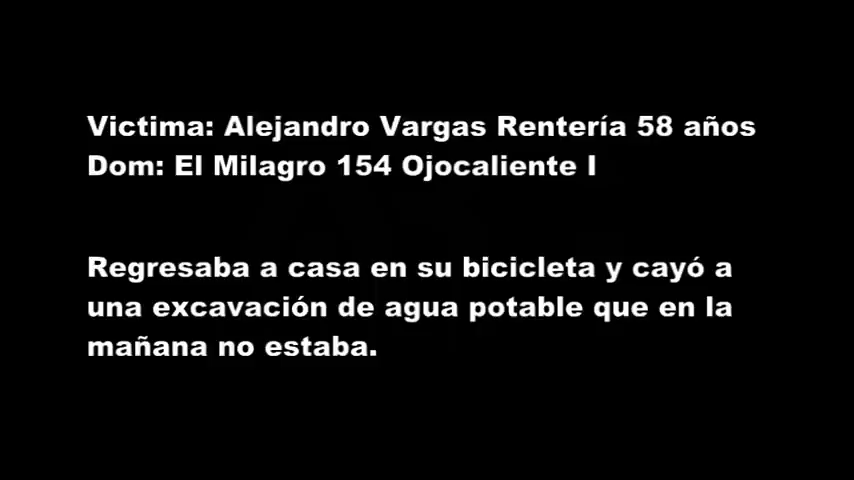 Victima: Alejandro Vargas Rentería 58 años
Dom: El Milagro 154 Ojocaliente I
Regresaba a casa en su bicicleta y cayó a
una excavación de agua potable que en la
mañana no estaba.